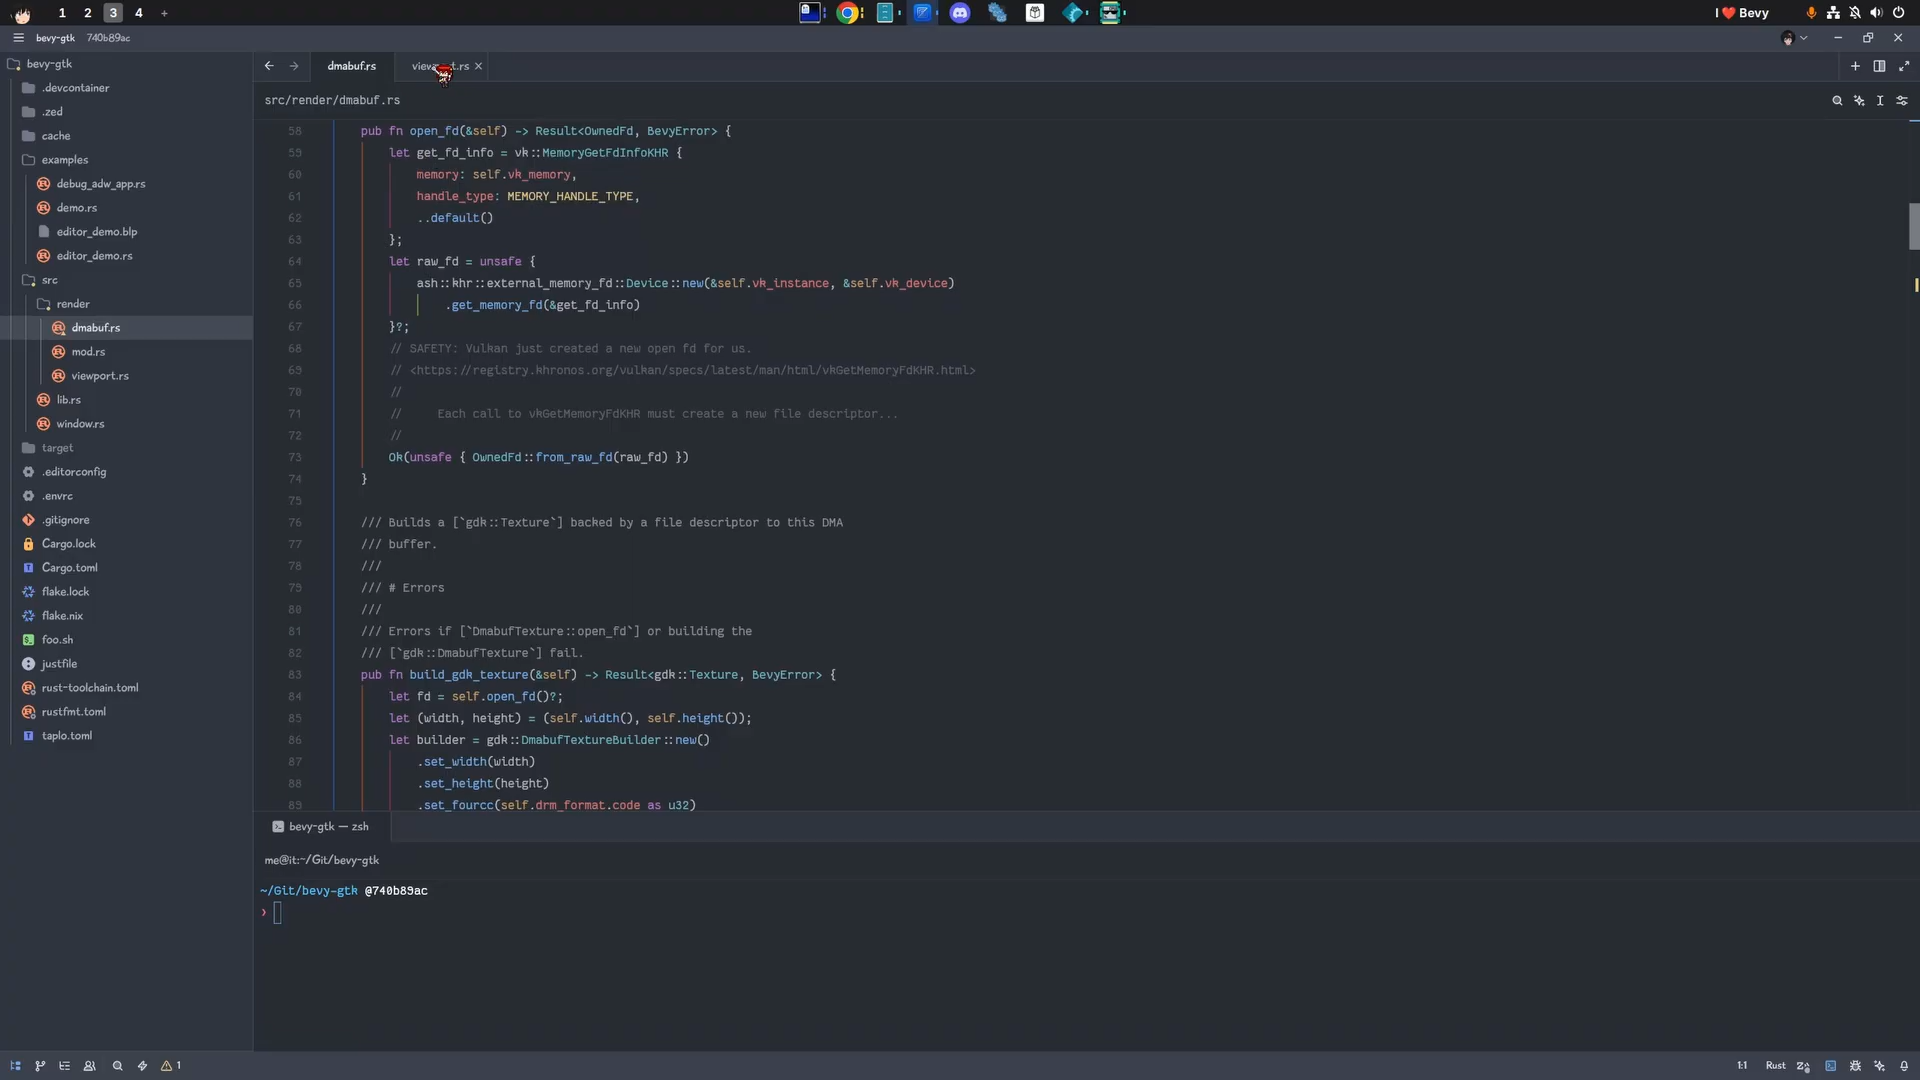 1 2 3 4 +
I ❤ Bevy
bevy-gtk 740b89ac
bevy-gtk
.devcontainer
.zed
cache
examples
debug_adw_app.rs
demo.rs
editor_demo.blp
editor_demo.rs
src
render
dmabuf.rs
mod.rs
viewport.rs
lib.rs
window.rs
target
.editorconfig
.envrc
.gitignore
Cargo.lock
Cargo.toml
flake.lock
flake.nix
foo.sh
justfile
rust-toolchain.toml
rustfmt.toml
taplo.toml
dmabuf.rs
src/render/dmabuf.rs
58 pub fn open_fd(&self) -> Result<OwnedFd, BevyError> {
59 let get_fd_info = vk::MemoryGetFdInfoKHR {
60 memory: self.vk_memory,
61 handle_type: MEMORY_HANDLE_TYPE,
62 ..default()
63 };
64 let raw_fd = unsafe {
65 ash::khr::external_memory_fd::Device::new(&self.vk_instance, &self.vk_device)
66 .get_memory_fd(&get_fd_info)
67 }?;
68 // SAFETY: Vulkan just created a new open fd for us.
69 // <https://registry.khronos.org/vulkan/specs/latest/man/html/vkGetMemoryFdKHR.html>
70 //
71 // Each call to vkGetMemoryFdKHR must create a new file descriptor...
72 //
73 Ok(unsafe { OwnedFd::from_raw_fd(raw_fd) })
74 }
75
76 /// Builds a [`gdk::Texture`] backed by a file descriptor to this DMA
77 /// buffer.
78 ///
79 /// # Errors
80 ///
81 /// Errors if [`DmabufTexture::open_fd`] or building the
82 /// [`gdk::DmabufTexture`] fail.
83 pub fn build_gdk_texture(&self) -> Result<gdk::Texture, BevyError> {
84 let fd = self.open_fd()?;
85 let (width, height) = (self.width(), self.height());
86 let builder = gdk::DmabufTextureBuilder::new()
87 .set_width(width)
88 .set_height(height)
89 .set_fourcc(self.drm_format.code as u32)
bevy-gtk — zsh
me@it:~/Git/bevy-gtk
~/Git/bevy-gtk @740b89ac
❯
1
1:1 Rust